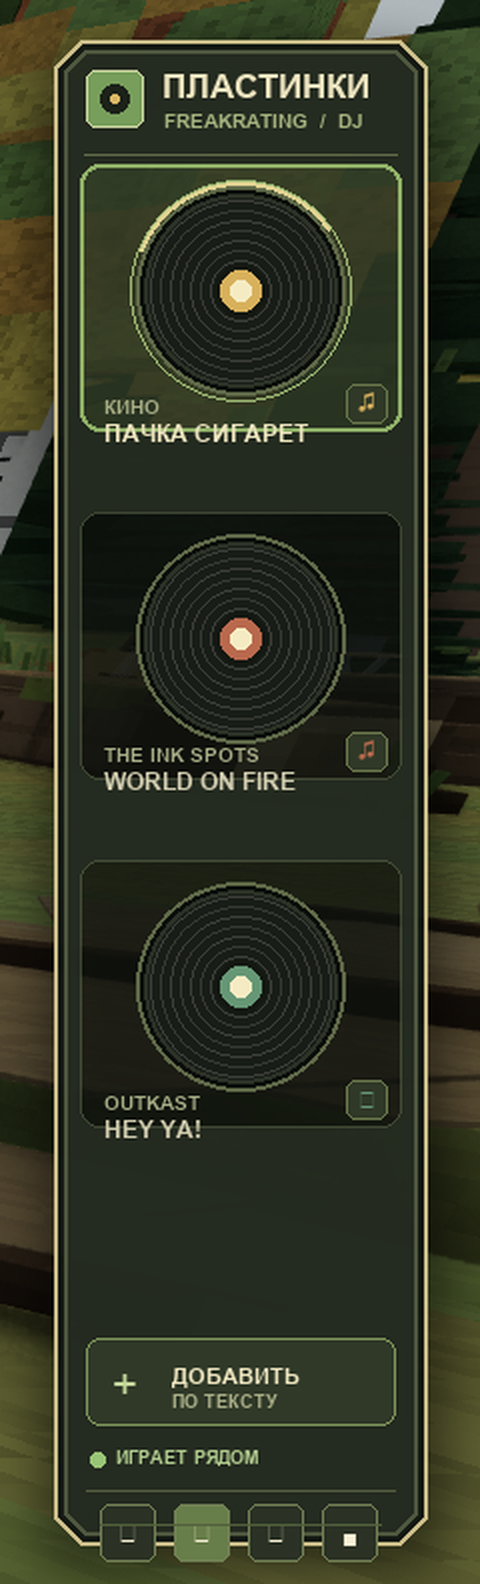 ПЛАСТИНКИ
FREAKRATING / DJ
КИНО
ПАЧКА СИГАРЕТ
THE INK SPOTS
WORLD ON FIRE
OUTKAST
HEY YA!
+ ДОБАВИТЬ
ПО ТЕКСТУ
ИГРАЕТ РЯДОМ